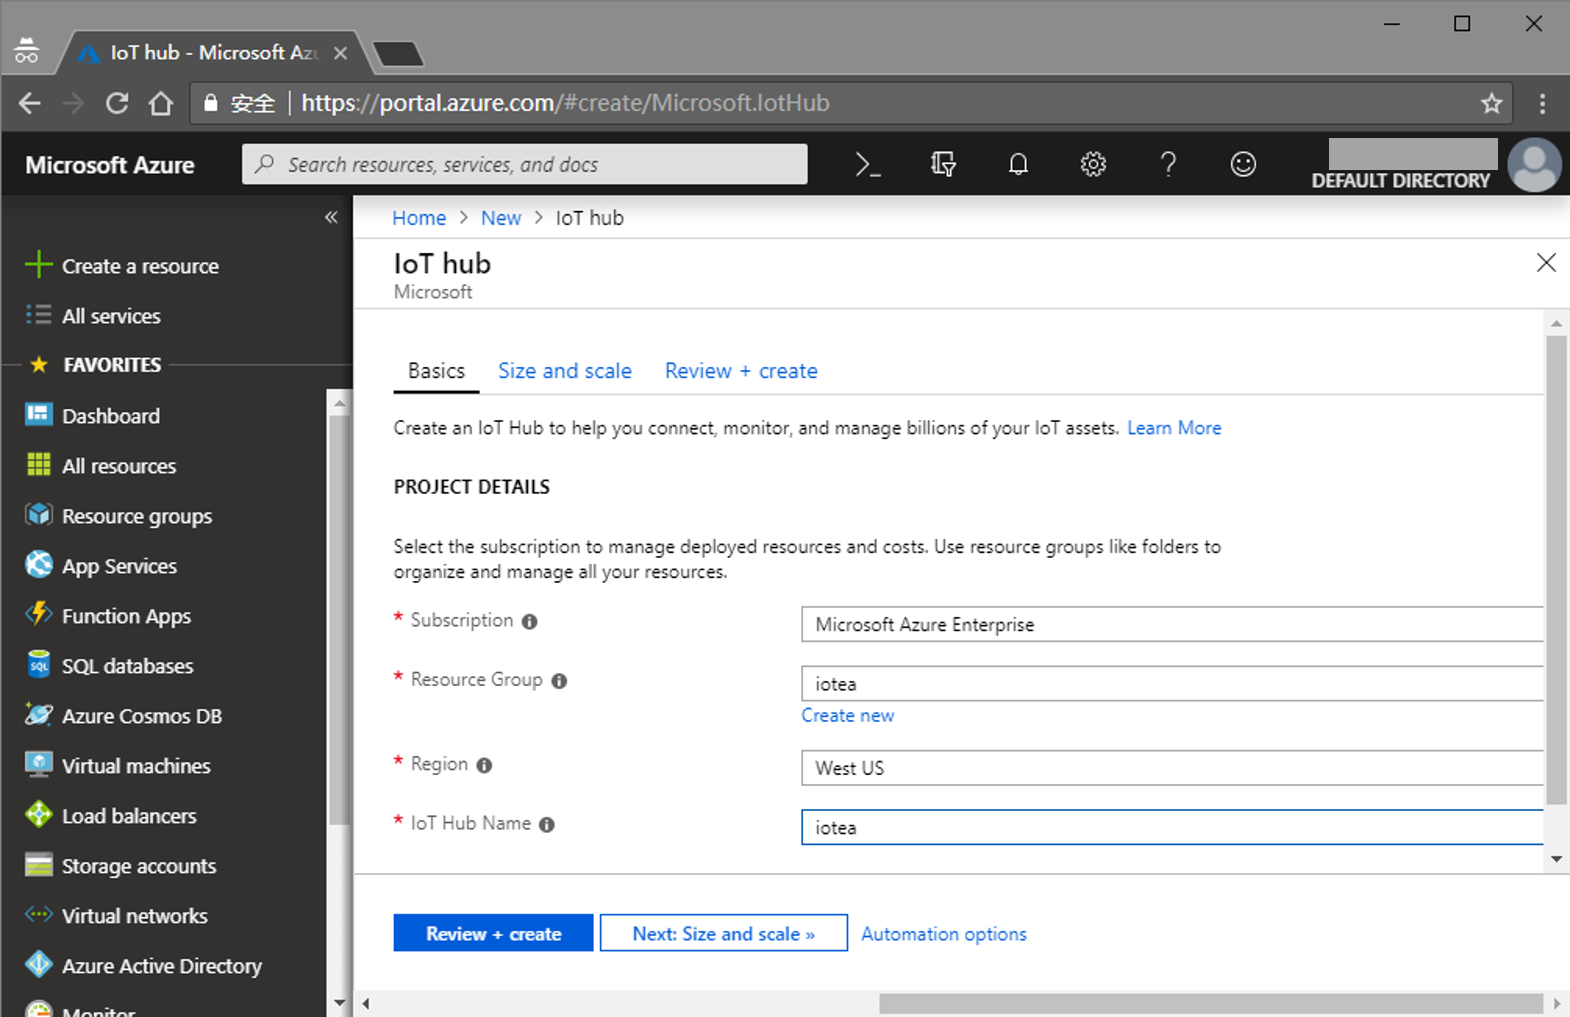 IoT hub - Microsoft Az
安全 https://portal.azure.com/#create/Microsoft.IotHub
Microsoft Azure
Search resources, services, and docs
DEFAULT DIRECTORY
«
Create a resource
All services
FAVORITES
Dashboard
All resources
Resource groups
App Services
Function Apps
SQL databases
Azure Cosmos DB
Virtual machines
Load balancers
Storage accounts
Virtual networks
Azure Active Directory
Monitor
Home > New > IoT hub
IoT hub
Microsoft
Basics Size and scale Review + create
Create an IoT Hub to help you connect, monitor, and manage billions of your IoT assets. Learn More
PROJECT DETAILS
Select the subscription to manage deployed resources and costs. Use resource groups like folders to
organize and manage all your resources.
* Subscription Microsoft Azure Enterprise
* Resource Group iotea
Create new
* Region West US
* IoT Hub Name iotea
Review + create Next: Size and scale » Automation options